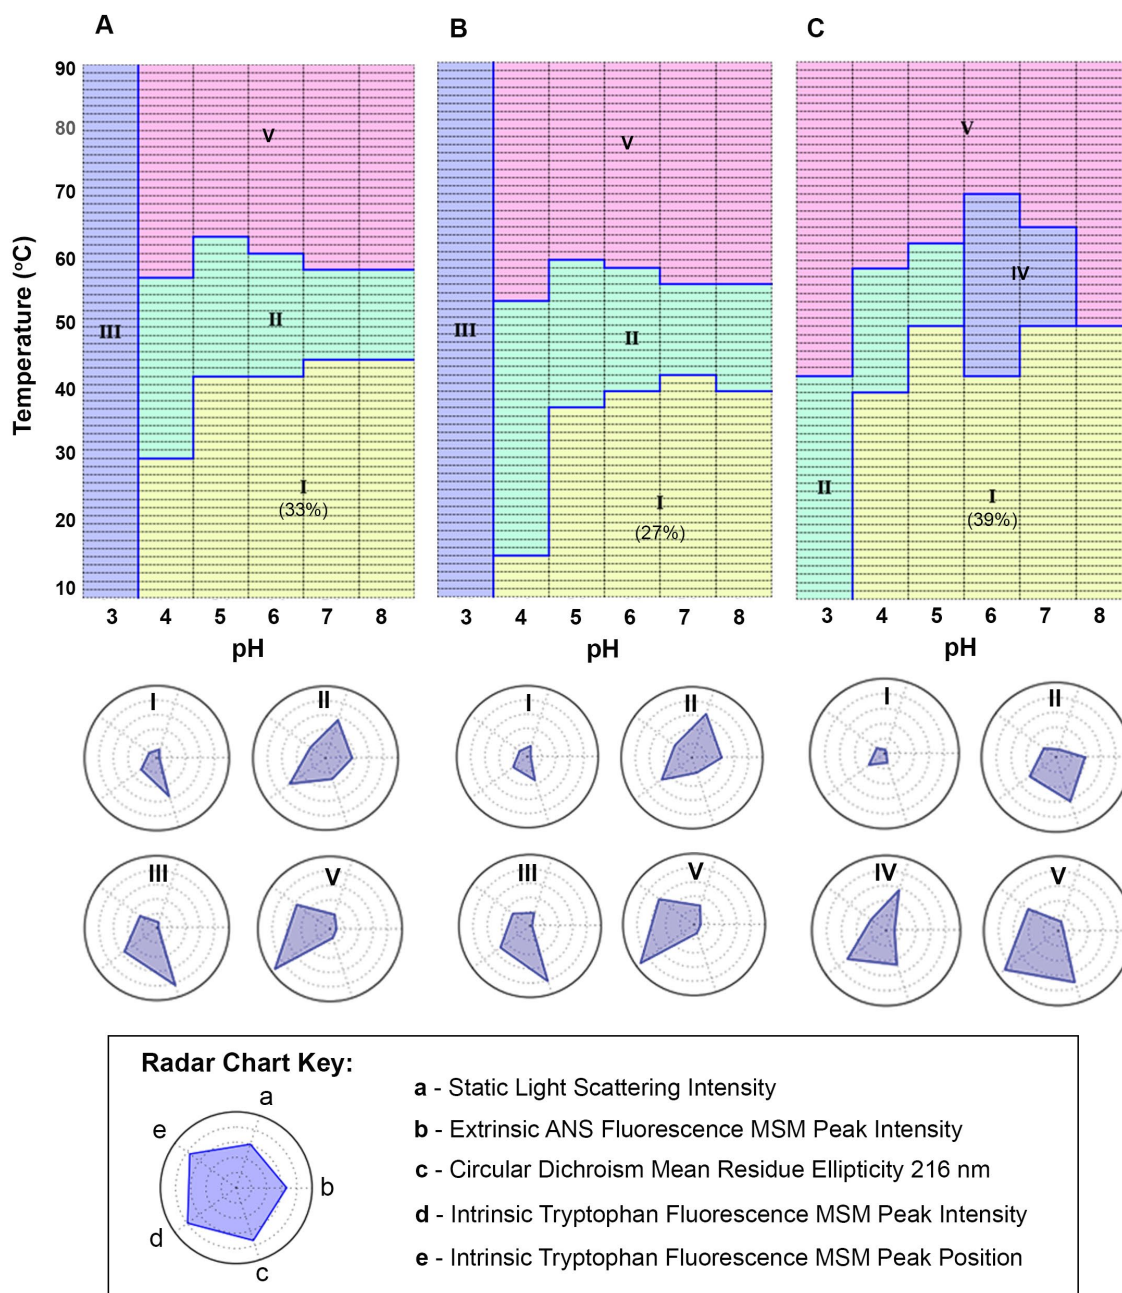 A
B
C
Temperature (°C)
90
80
70
60
50
40
30
20
10
V
II
III
I
(33%)
V
II
III
I
(27%)
V
IV
II
I
(39%)
3 4 5 6 7 8
3 4 5 6 7 8
3 4 5 6 7 8
pH
pH
pH
I II
I II
I II
III V
III V
IV V
Radar Chart Key:
a
b
c
d
e
a - Static Light Scattering Intensity
b - Extrinsic ANS Fluorescence MSM Peak Intensity
c - Circular Dichroism Mean Residue Ellipticity 216 nm
d - Intrinsic Tryptophan Fluorescence MSM Peak Intensity
e - Intrinsic Tryptophan Fluorescence MSM Peak Position